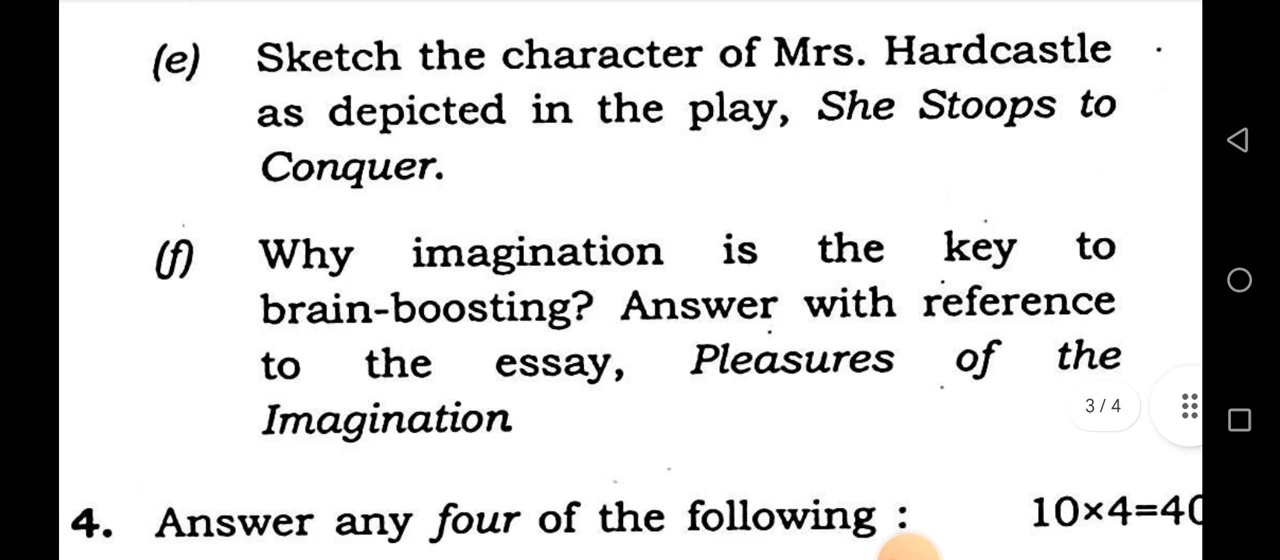 (e) Sketch the character of Mrs. Hardcastle
as depicted in the play, She Stoops to
Conquer.
(f) Why imagination is the key to
brain-boosting? Answer with reference
to the essay, Pleasures of the
Imagination
3 / 4
4. Answer any four of the following : 10×4=40